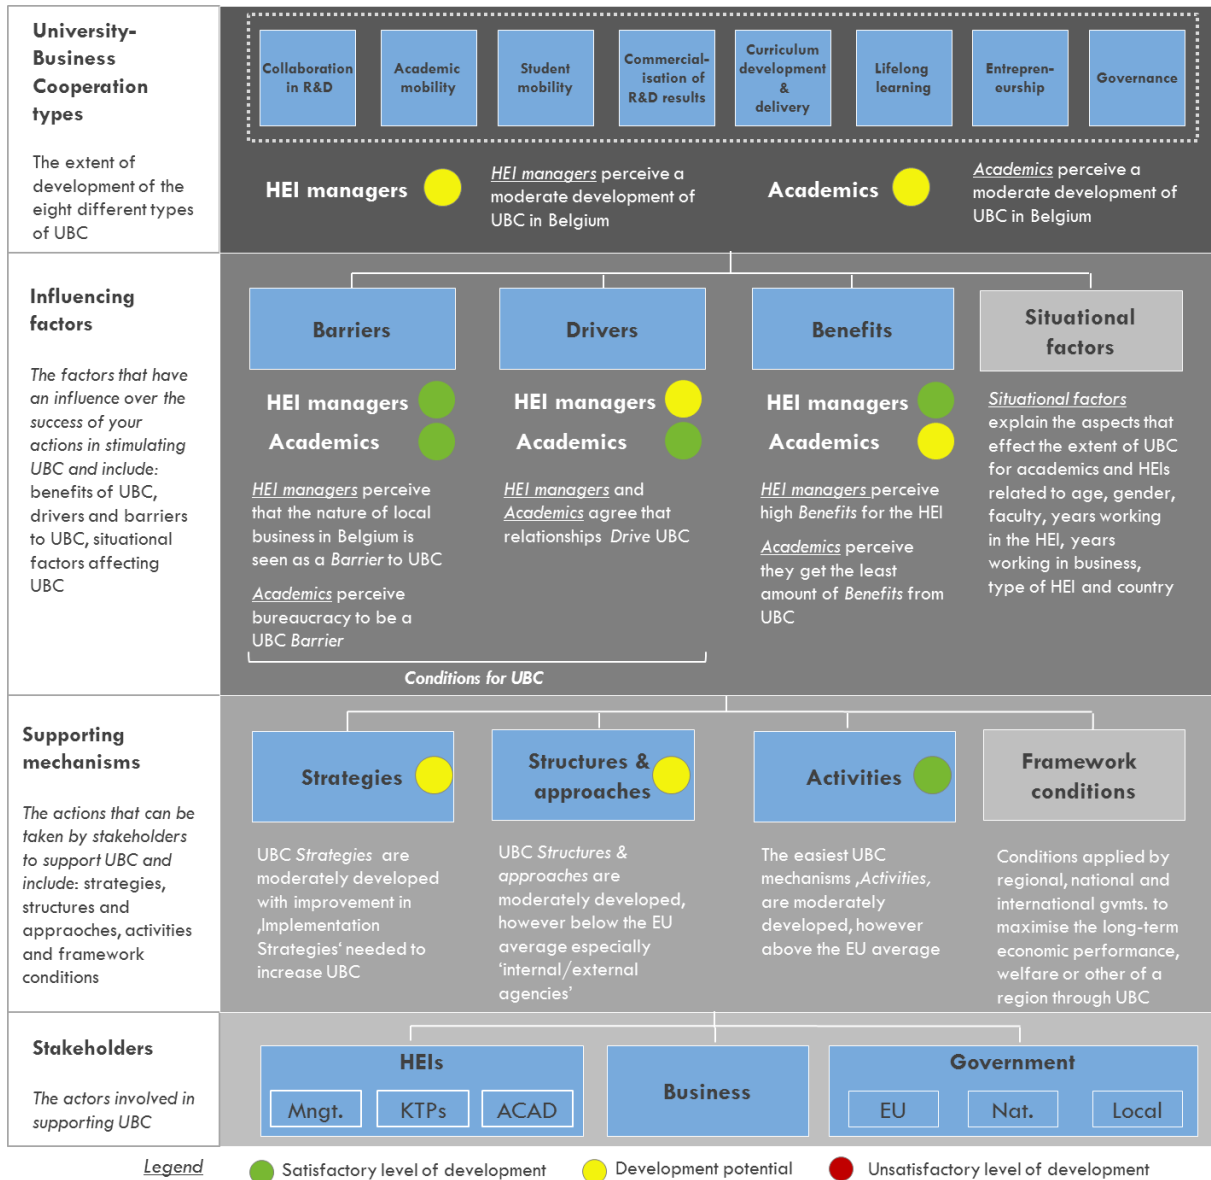 University-
Business
Cooperation
types
The extent of
development of the
eight different types
of UBC
Collaboration
in R&D
Academic
mobility
Student
mobility
Commercial-
isation of
R&D results
Curriculum
development
&
delivery
Lifelong
learning
Entrepren-
eurship
Governance
HEI managers
HEI managers perceive a
moderate development of
UBC in Belgium
Academics
Academics perceive a
moderate development of
UBC in Belgium
Influencing
factors
The factors that have
an influence over the
success of your
actions in stimulating
UBC and include:
benefits of UBC,
drivers and barriers
to UBC, situational
factors affecting
UBC
Barriers
HEI managers
Academics
HEI managers perceive
that the nature of local
business in Belgium is
seen as a Barrier to UBC
Academics perceive
bureaucracy to be a
UBC Barrier
Drivers
HEI managers
Academics
HEI managers and
Academics agree that
relationships Drive UBC
Conditions for UBC
Benefits
HEI managers
Academics
HEI managers perceive
high Benefits for the HEI
Academics perceive
they get the least
amount of Benefits from
UBC
Situational
factors
Situational factors
explain the aspects that
effect the extent of UBC
for academics and HEIs
related to age, gender,
faculty, years working
in the HEI, years
working in business,
type of HEI and country
Supporting
mechanisms
The actions that can be
taken by stakeholders
to support UBC and
include: strategies,
structures and
appraoches, activities
and framework
conditions
Strategies
UBC Strategies are
moderately developed
with improvement in
‚Implementation
Strategies‘ needed to
increase UBC
Structures &
approaches
UBC Structures &
approaches are
moderately developed,
however below the EU
average especially
‘internal/external
agencies’
Activities
The easiest UBC
mechanisms ,Activities,
are moderately
developed, however
above the EU average
Framework
conditions
Conditions applied by
regional, national and
international gvmts. to
maximise the long-term
economic performance,
welfare or other of a
region through UBC
Stakeholders
The actors involved in
supporting UBC
HEIs
Mngt.
KTPs
ACAD
Business
Government
EU
Nat.
Local
Legend
Satisfactory level of development
Development potential
Unsatisfactory level of development